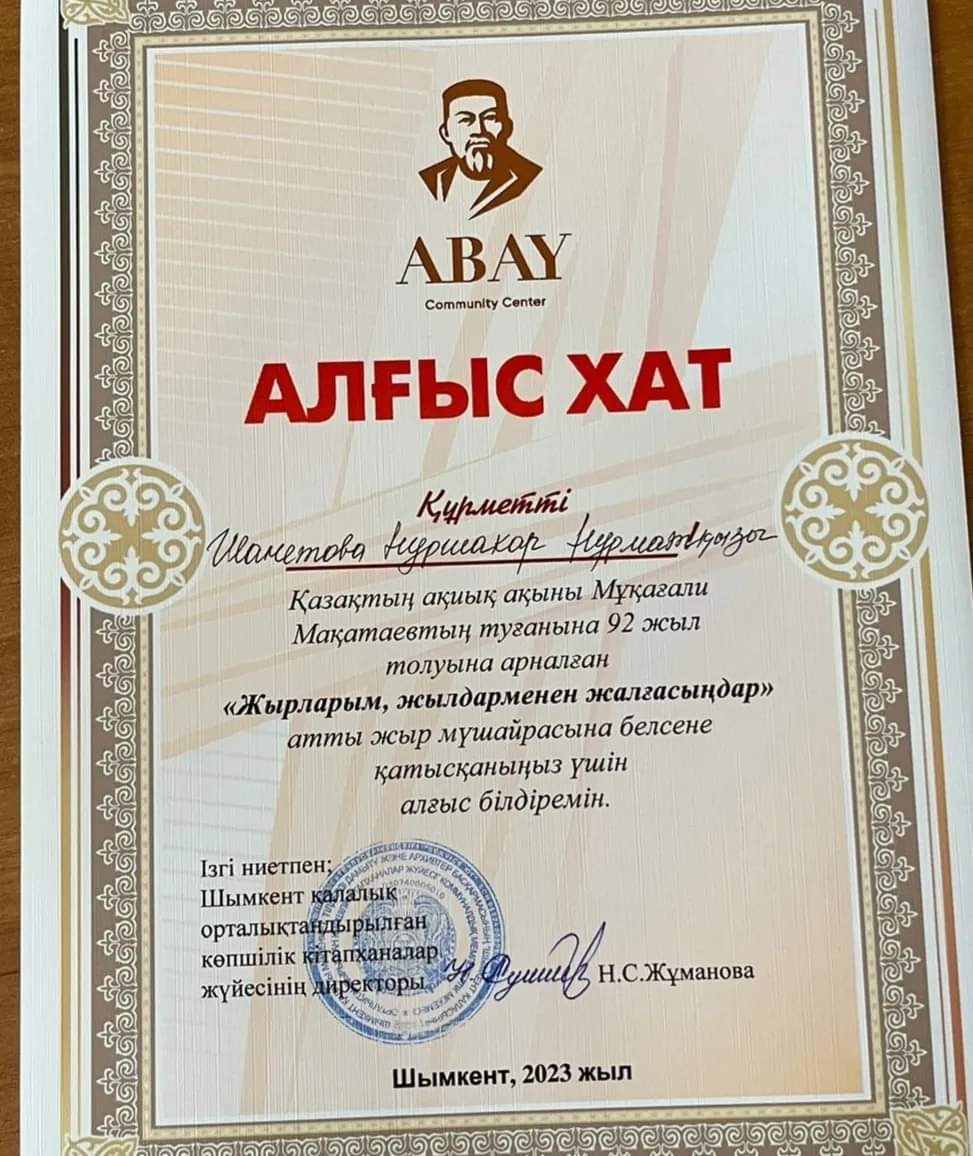 ABAY
Community Center
АЛҒЫС ХАТ
Құрметті
Шаметова Нуршакар Нұрматқызы
Қазақтың ақиық ақыны Мұқағали
Мақатаевтың туғанына 92 жыл
толуына арналған
«Жырларым, жылдарменен жалғасыңдар»
атты жыр мүшайрасына белсене
қатысқаныңыз үшін
алғыс білдіремін.
Ізгі ниетпен;
Шымкент қалалық
орталықтандырылған
көпшілік кітапханалар
жүйесінің директоры
Н.С.Жұманова
Шымкент, 2023 жыл